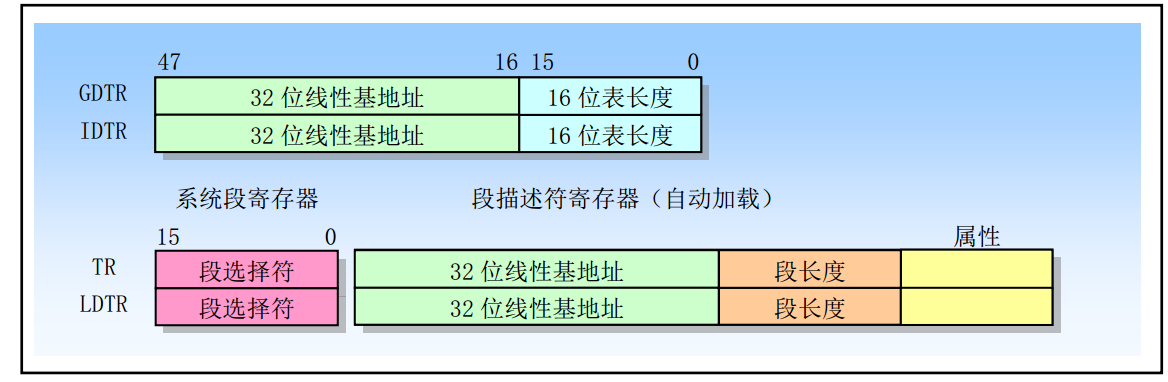 47 16 15 0
GDTR 32 位线性基地址 16 位表长度
IDTR 32 位线性基地址 16 位表长度
系统段寄存器 段描述符寄存器（自动加载）
15 0 属性
TR 段选择符 32 位线性基地址 段长度
LDTR 段选择符 32 位线性基地址 段长度